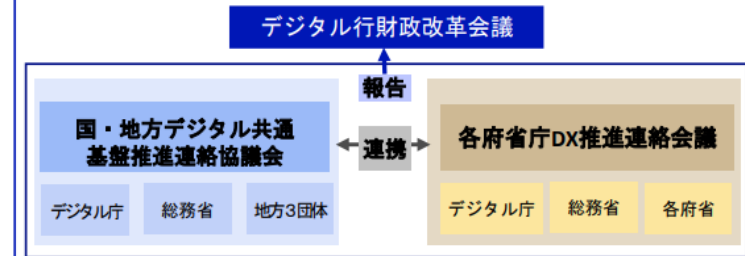 デジタル行財政改革会議
報告
国・地方デジタル共通
基盤推進連絡協議会
連携
各府省庁DX推進連絡会議
デジタル庁
総務省
地方3団体
デジタル庁
総務省
各府省